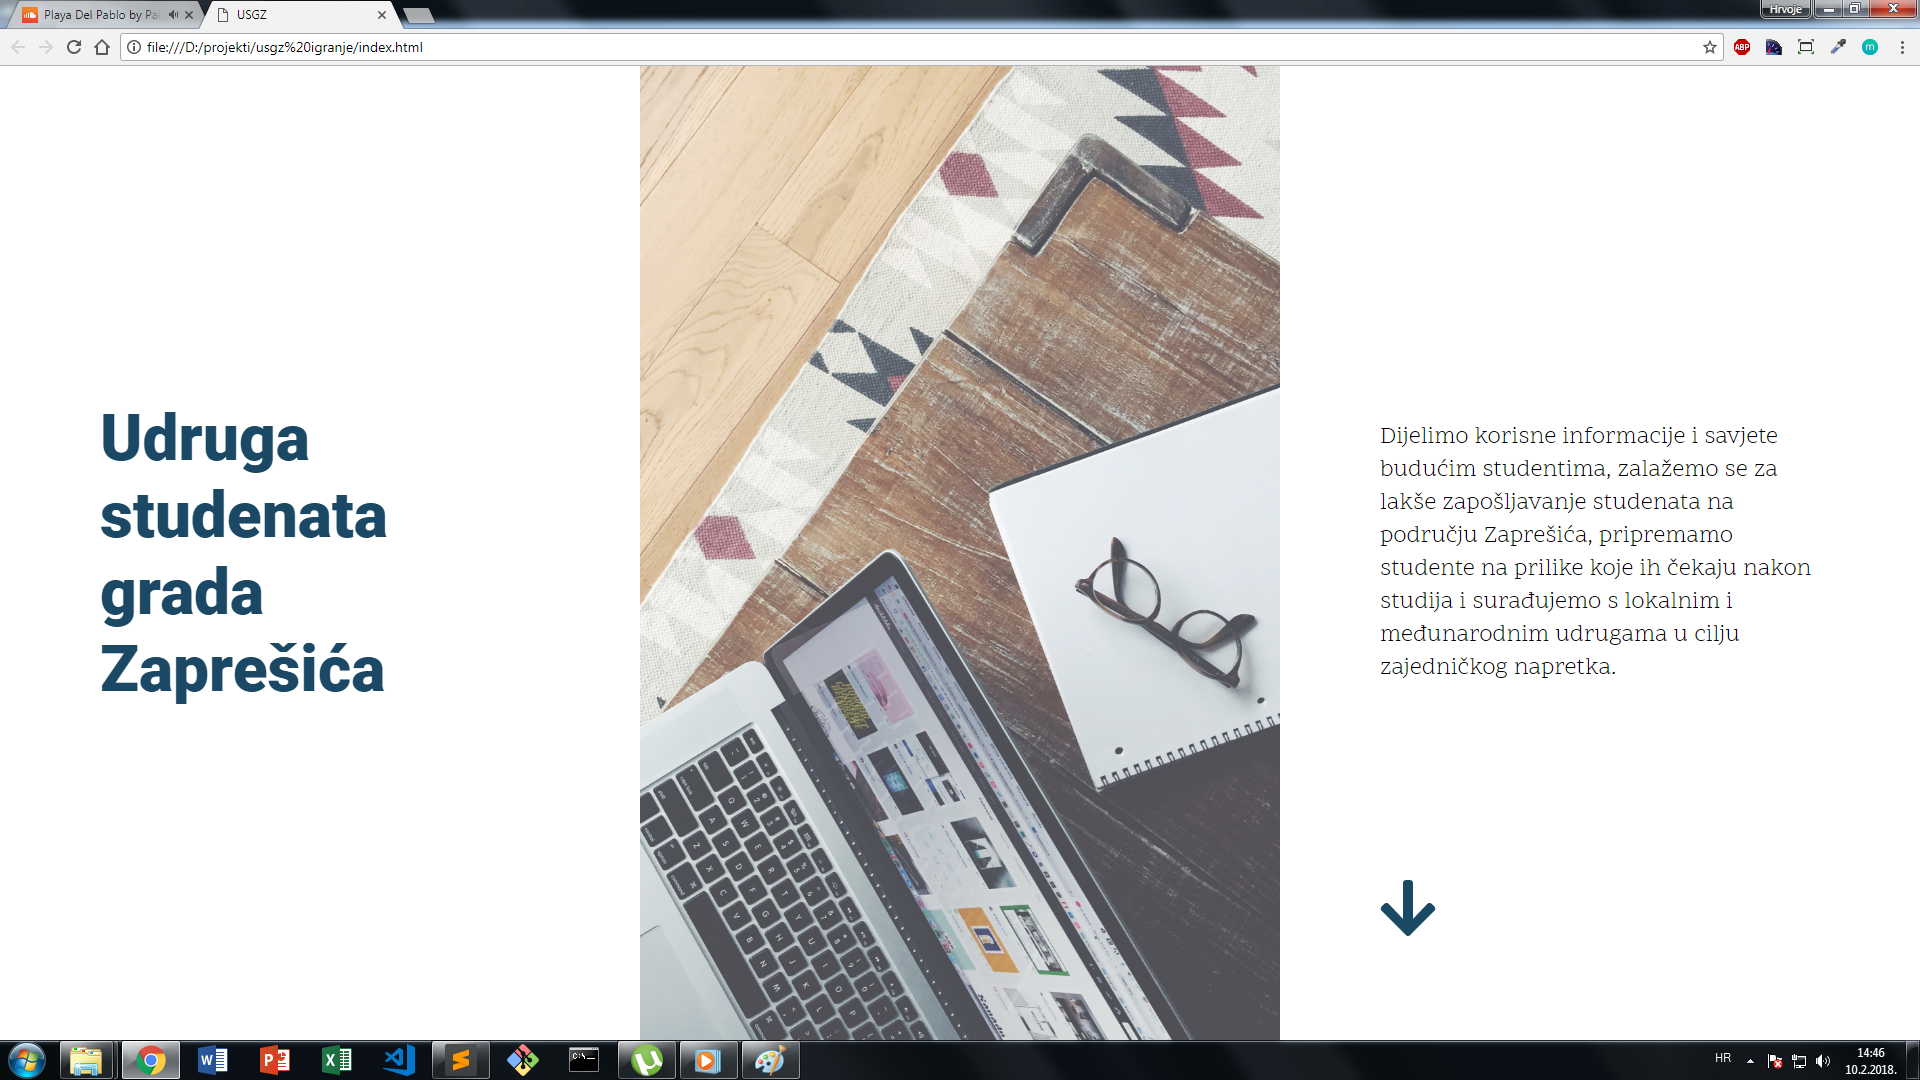 Playa Del Pablo by Pa
USGZ
Hrvoje
file:///D:/projekti/usgz%20igranje/index.html
ABP
m
Udruga
studenata
grada
Zaprešića
Dijelimo korisne informacije i savjete
budućim studentima, zalažemo se za
lakše zapošljavanje studenata na
području Zaprešića, pripremamo
studente na prilike koje ih čekaju nakon
studija i surađujemo s lokalnim i
međunarodnim udrugama u cilju
zajedničkog napretka.
HR
14:46
10.2.2018.